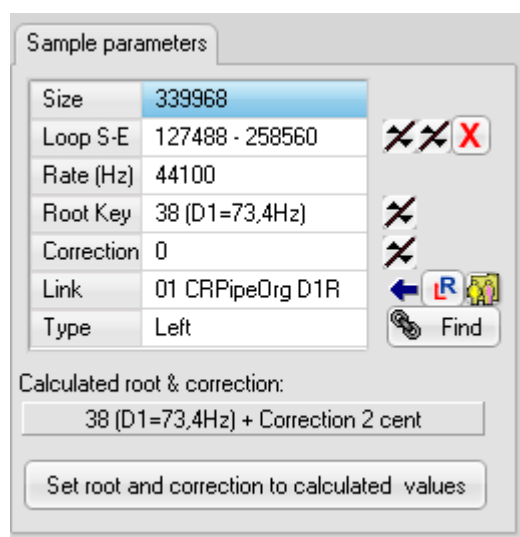 Sample parameters
Size 339968
Loop S-E 127488 - 258560 X
Rate (Hz) 44100
Root Key 38 (D1=73,4Hz)
Correction 0
Link 01 CRPipeOrg D1R LR
Type Left Find
Calculated root & correction:
38 (D1=73,4Hz) + Correction 2 cent
Set root and correction to calculated values